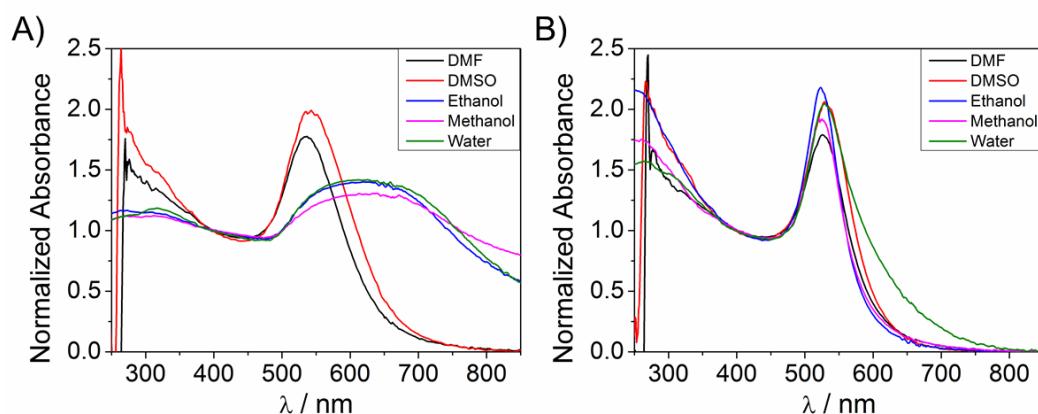 A)
Normalized Absorbance
2.5
2.0
1.5
1.0
0.5
0.0
DMF
DMSO
Ethanol
Methanol
Water
300 400 500 600 700 800
λ / nm
B)
Normalized Absorbance
2.5
2.0
1.5
1.0
0.5
0.0
DMF
DMSO
Ethanol
Methanol
Water
300 400 500 600 700 800
λ / nm